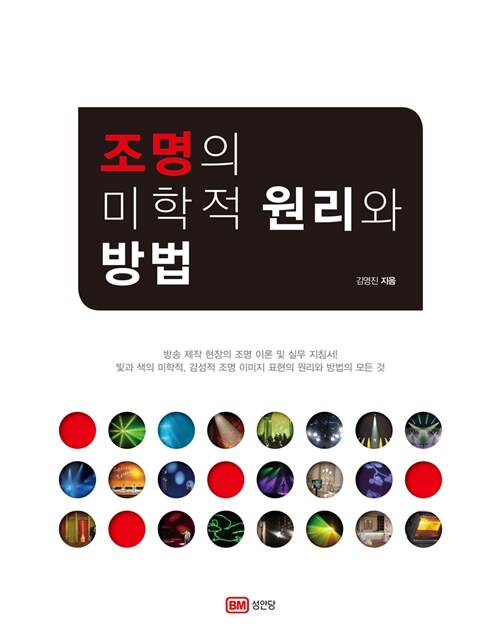 조명의
미학적 원리와
방법
김영진 지음
방송 제작 현장의 조명 이론 및 실무 지침서!
빛과 색의 미학적, 감성적 조명 이미지 표현의 원리와 방법의 모든 것
BM 성안당